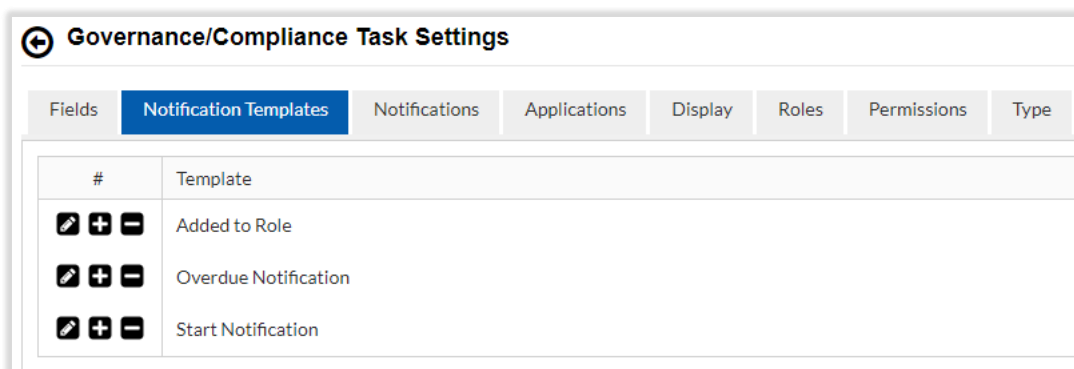 Governance/Compliance Task Settings
Fields Notification Templates Notifications Applications Display Roles Permissions Type
# Template
Added to Role
Overdue Notification
Start Notification